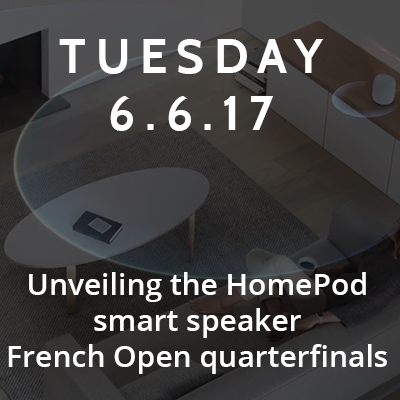 TUESDAY
6.6.17
Unveiling the HomePod
smart speaker
French Open quarterfinals